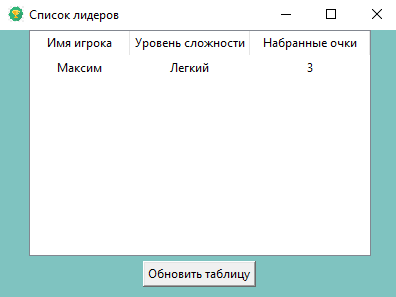 Список лидеров
Имя игрока Уровень сложности Набранные очки
Максим Легкий 3
Обновить таблицу